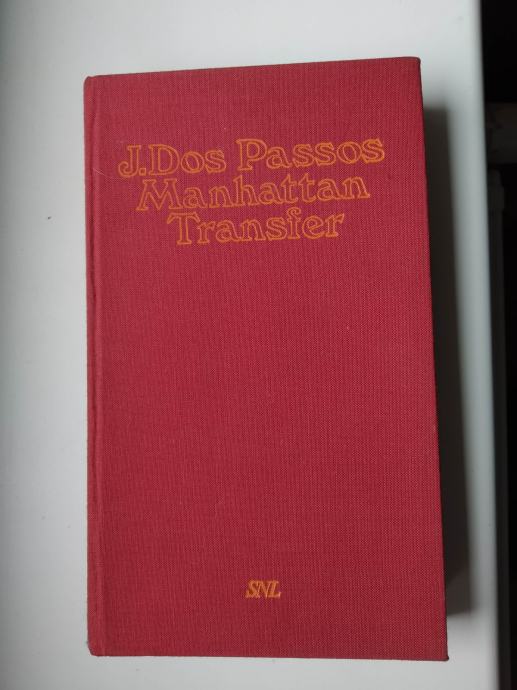 J. Dos Passos
Manhattan
Transfer
SNL